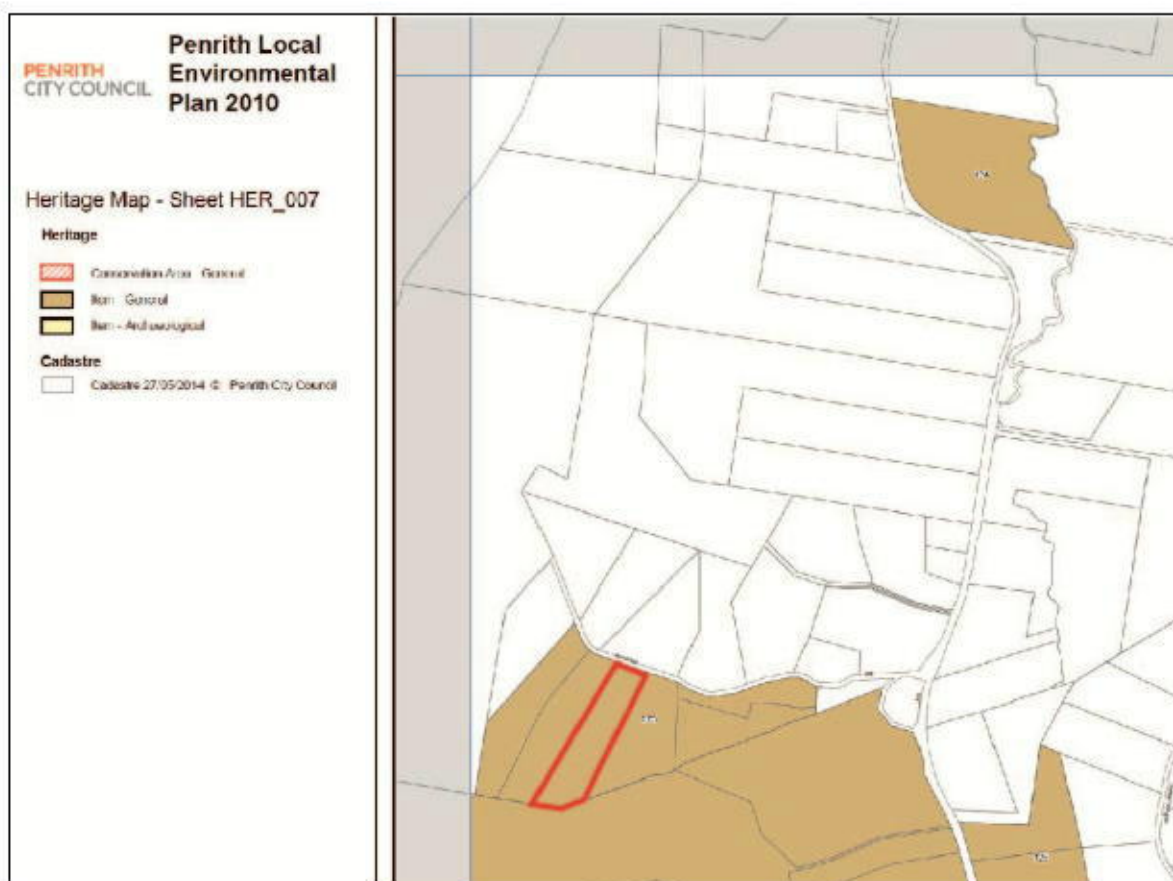 PENRITH
CITY COUNCIL
Penrith Local
Environmental
Plan 2010
Heritage Map - Sheet HER_007
Heritage
Conservation Area - General
Item - General
Item - Archaeological
Cadastre
Cadastre 27/05/2014 © Penrith City Council